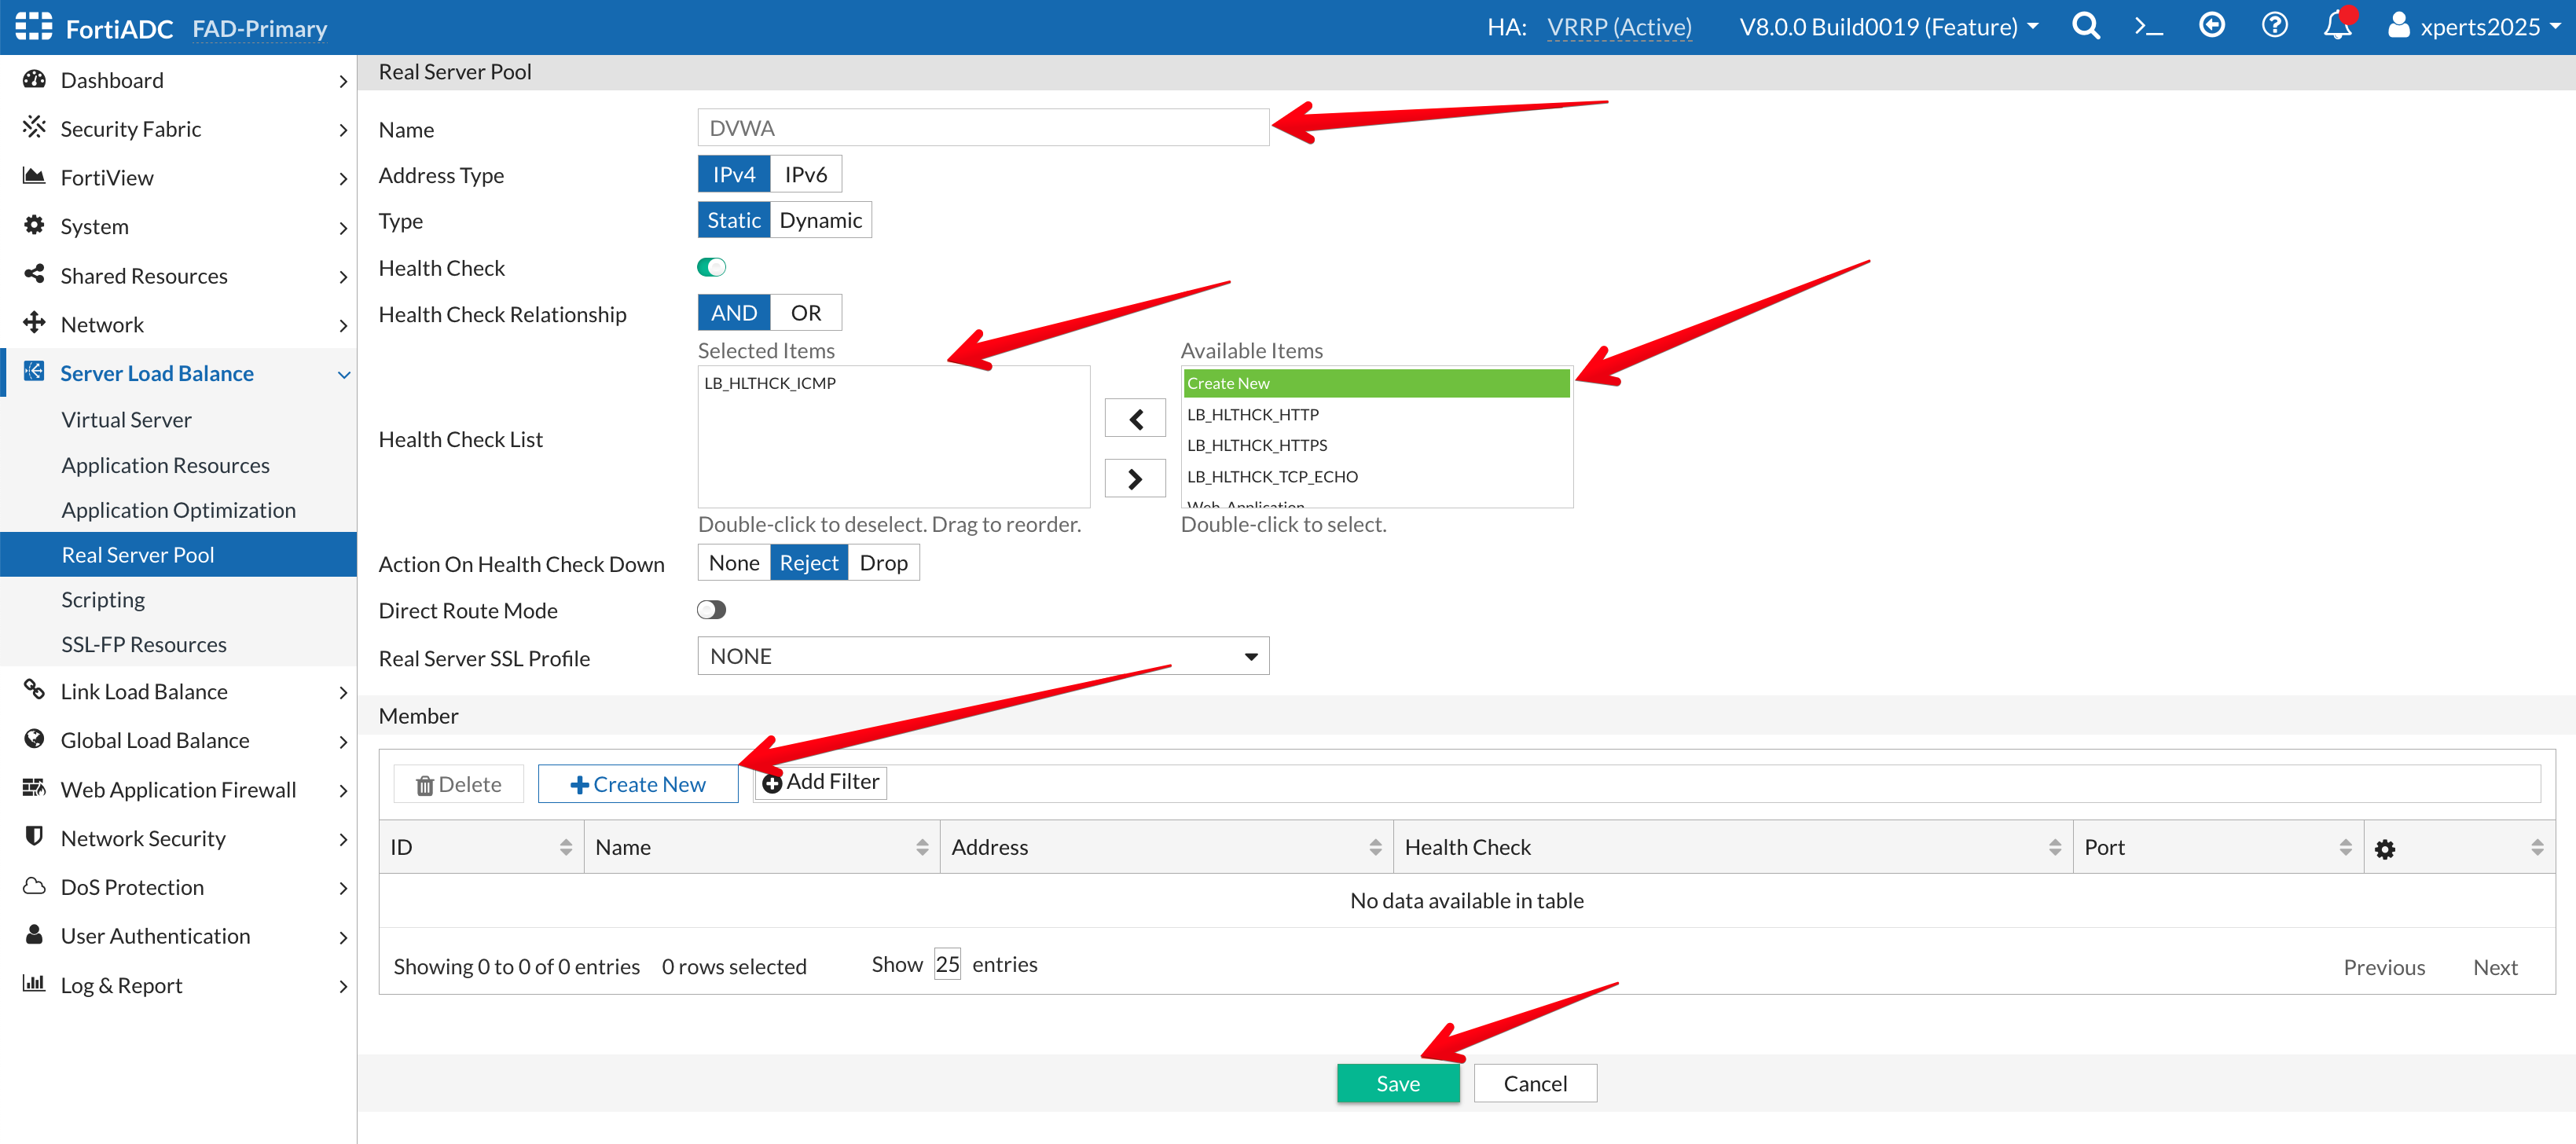 FortiADC FAD-Primary HA: VRRP (Active) V8.0.0 Build0019 (Feature) xperts2025
Dashboard
Security Fabric
FortiView
System
Shared Resources
Network
Server Load Balance
Virtual Server
Application Resources
Application Optimization
Real Server Pool
Scripting
SSL-FP Resources
Link Load Balance
Global Load Balance
Web Application Firewall
Network Security
DoS Protection
User Authentication
Log & Report
Real Server Pool
Name DVWA
Address Type IPv4 IPv6
Type Static Dynamic
Health Check
Health Check Relationship AND OR
Selected Items Available Items
LB_HLTHCK_ICMP Create New
LB_HLTHCK_HTTP
Health Check List LB_HLTHCK_HTTPS
LB_HLTHCK_TCP_ECHO
Web_Application
Double-click to deselect. Drag to reorder. Double-click to select.
Action On Health Check Down None Reject Drop
Direct Route Mode
Real Server SSL Profile NONE
Member
Delete Create New Add Filter
ID Name Address Health Check Port
No data available in table
Showing 0 to 0 of 0 entries 0 rows selected Show 25 entries Previous Next
Save Cancel